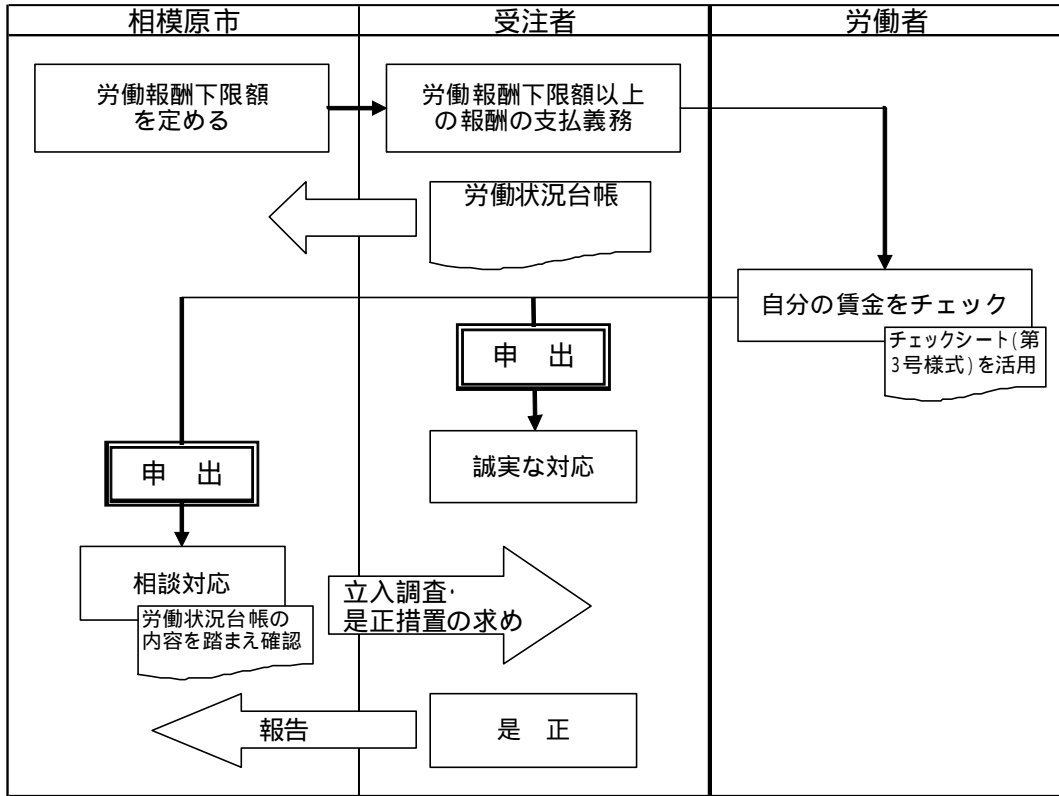 相模原市
受注者
労働者
労働報酬下限額
を定める
労働報酬下限額以上
の報酬の支払義務
労働状況台帳
自分の賃金をチェック
チェックシート(第
3号様式)を活用
申 出
誠実な対応
申 出
相談対応
労働状況台帳の
内容を踏まえ確認
立入調査・
是正措置の求め
報告
是 正